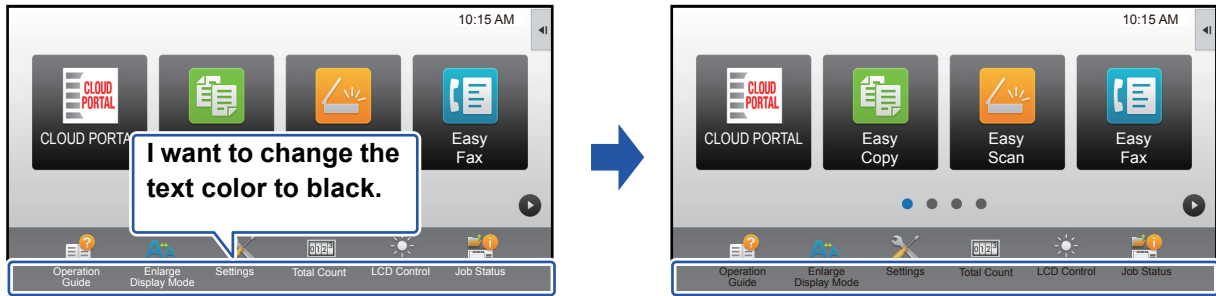 10:15 AM
CLOUD
PORTAL
CLOUD PORTA
Easy
Fax
I want to change the
text color to black.
0123
Operation
Guide
Enlarge
Display Mode
Settings
Total Count
LCD Control
Job Status
10:15 AM
CLOUD
PORTAL
CLOUD PORTAL
Easy
Copy
Easy
Scan
Easy
Fax
0123
Operation
Guide
Enlarge
Display Mode
Settings
Total Count
LCD Control
Job Status